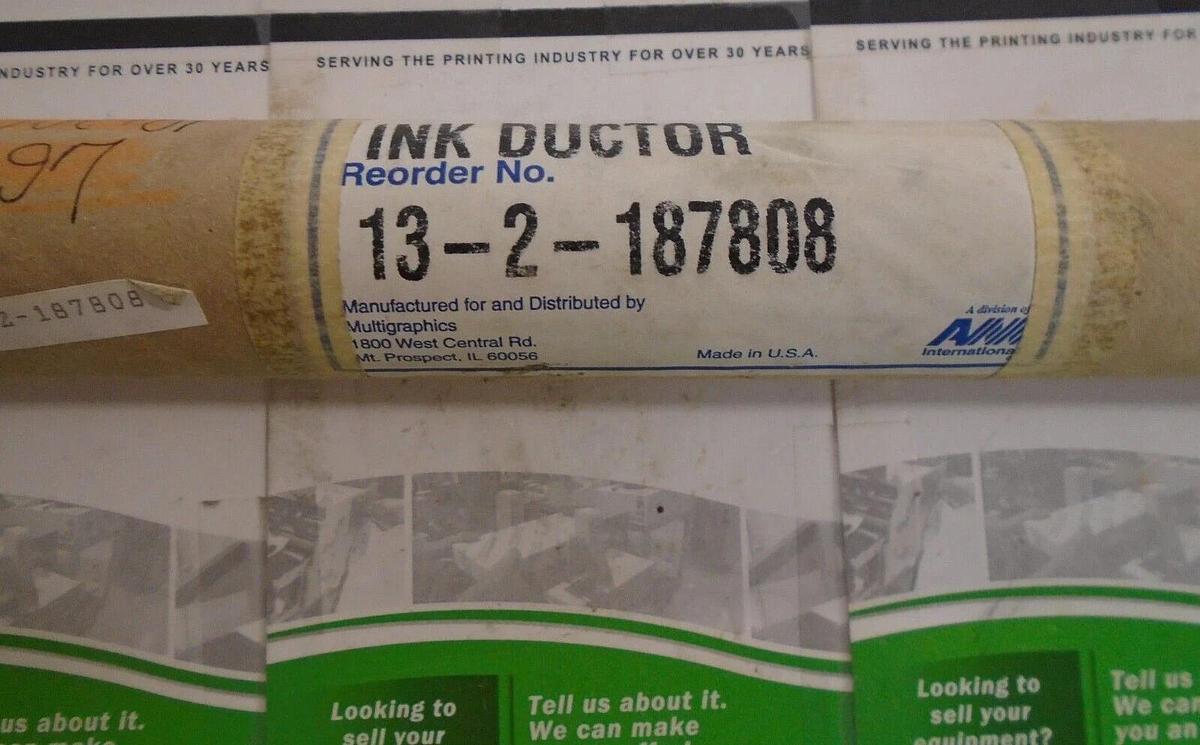 NDUSTRY FOR OVER 30 YEARS
SERVING THE PRINTING INDUSTRY FOR OVER 30 YEARS
SERVING THE PRINTING INDUSTRY FOR
97
2-187808
INK DUCTOR
Reorder No.
13-2-187808
Manufactured for and Distributed by
Multigraphics
1800 West Central Rd.
Mt. Prospect, IL 60056
Made in U.S.A.
A division of
AM
Internationa
us about it.
Looking to
sell your
Tell us about it.
We can make
Looking to
sell your
equipment?
Tell us
We can
you an